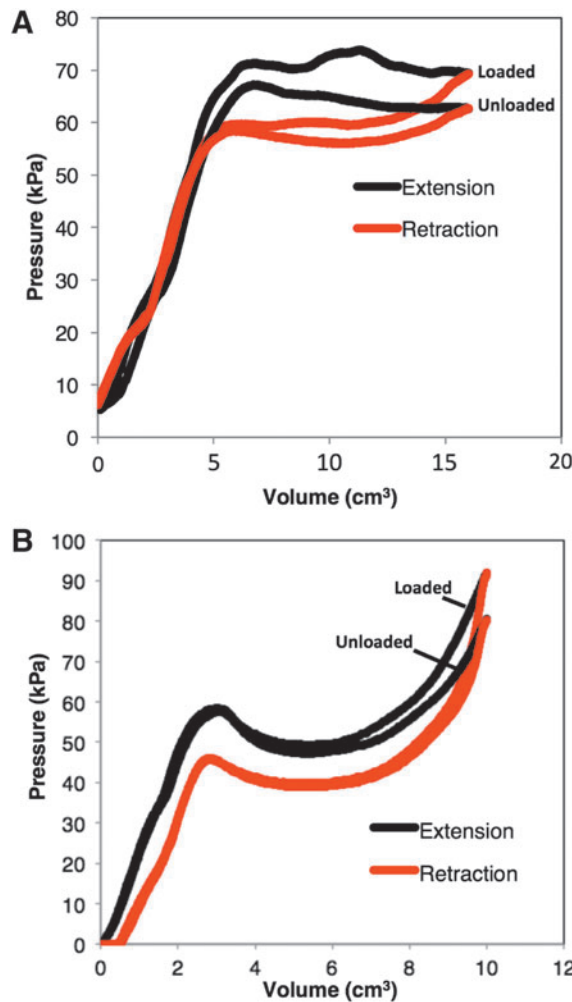 A
80
70
60
50
40
30
20
10
0
Pressure (kPa)
Loaded
Unloaded
Extension
Retraction
0 5 10 15 20
Volume (cm³)
B
100
90
80
70
60
50
40
30
20
10
0
Pressure (kPa)
Loaded
Unloaded
Extension
Retraction
0 2 4 6 8 10 12
Volume (cm³)